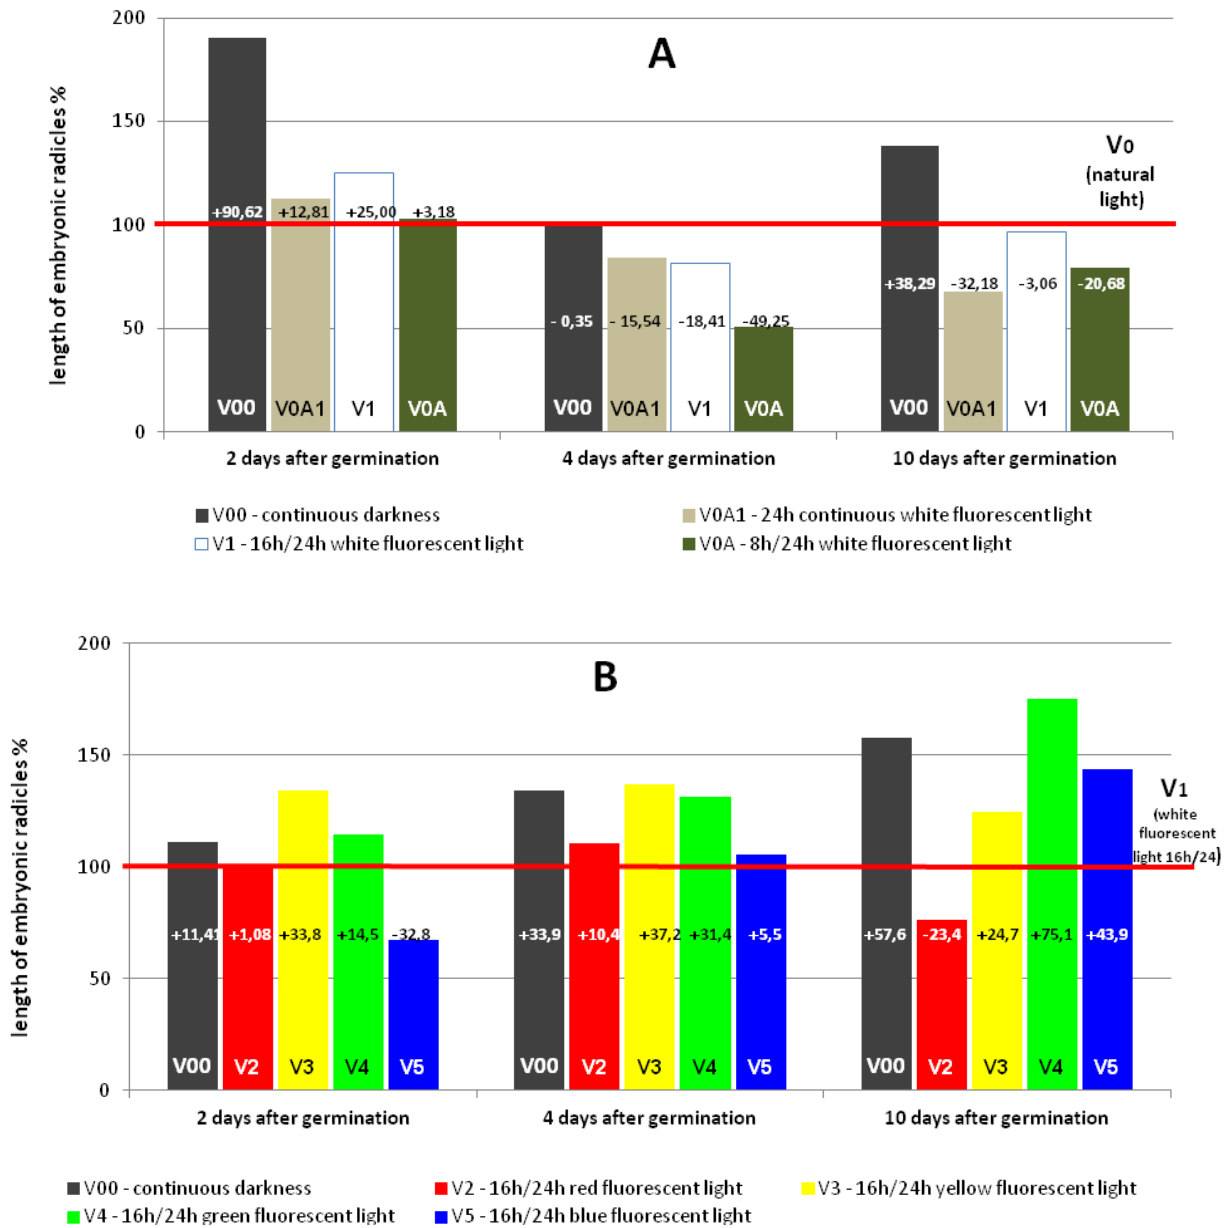 200
A
length of embryonic radicles %
150
V0
(natural
light)
+90,62 +12,81 +25,00 +3,18
100
+38,29 -32,18 -3,06 -20,68
- 0,35 - 15,54 -18,41 -49,25
50
V00 V0A1 V1 V0A V00 V0A1 V1 V0A V00 V0A1 V1 V0A
0
2 days after germination 4 days after germination 10 days after germination
V00 - continuous darkness V0A1 - 24h continuous white fluorescent light
V1 - 16h/24h white fluorescent light V0A - 8h/24h white fluorescent light
200
B
length of embryonic radicles %
150
V1
(white
fluorescent
light 16h/24)
100
+11,41 +1,08 +33,8 +14,5 -32,8 +33,9 +10,4 +37,2 +31,4 +5,5 +57,6 -23,4 +24,7 +75,1 +43,9
50
V00 V2 V3 V4 V5 V00 V2 V3 V4 V5 V00 V2 V3 V4 V5
0
2 days after germination 4 days after germination 10 days after germination
V00 - continuous darkness V2 - 16h/24h red fluorescent light V3 - 16h/24h yellow fluorescent light
V4 - 16h/24h green fluorescent light V5 - 16h/24h blue fluorescent light